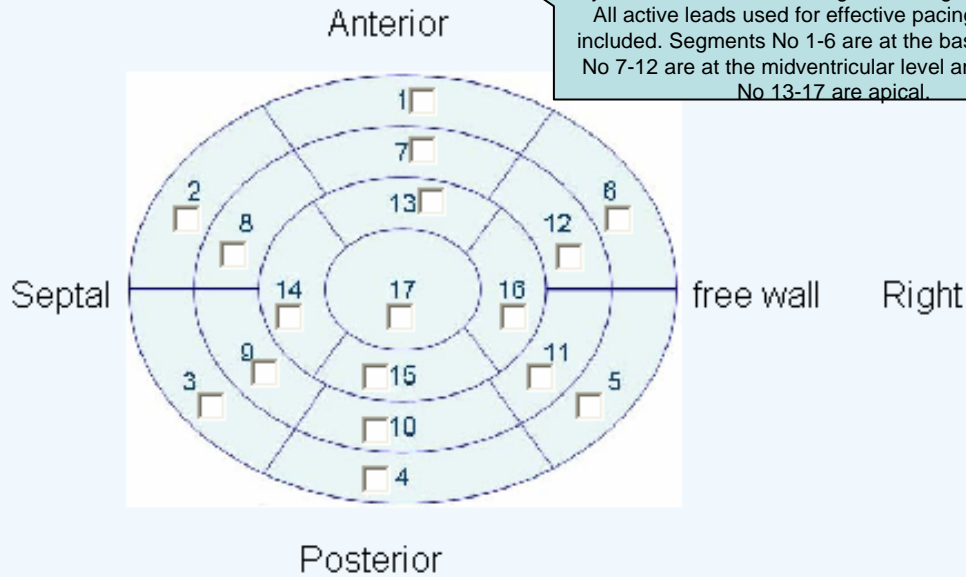 Anterior
All active leads used for effective pacing
included. Segments No 1-6 are at the
No 7-12 are at the midventricular level
No 13-17 are apical.
1
7
2
13
6
8
12
Septal
14
17
16
free wall
Right
9
11
3
15
5
10
4
Posterior